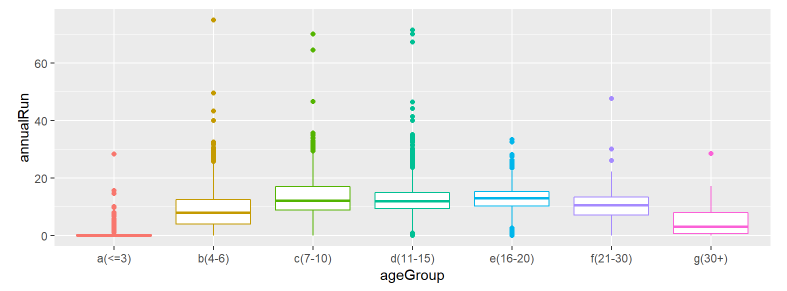 annualRun
60
40
20
0
a(<=3) b(4-6) c(7-10) d(11-15) e(16-20) f(21-30) g(30+)
ageGroup